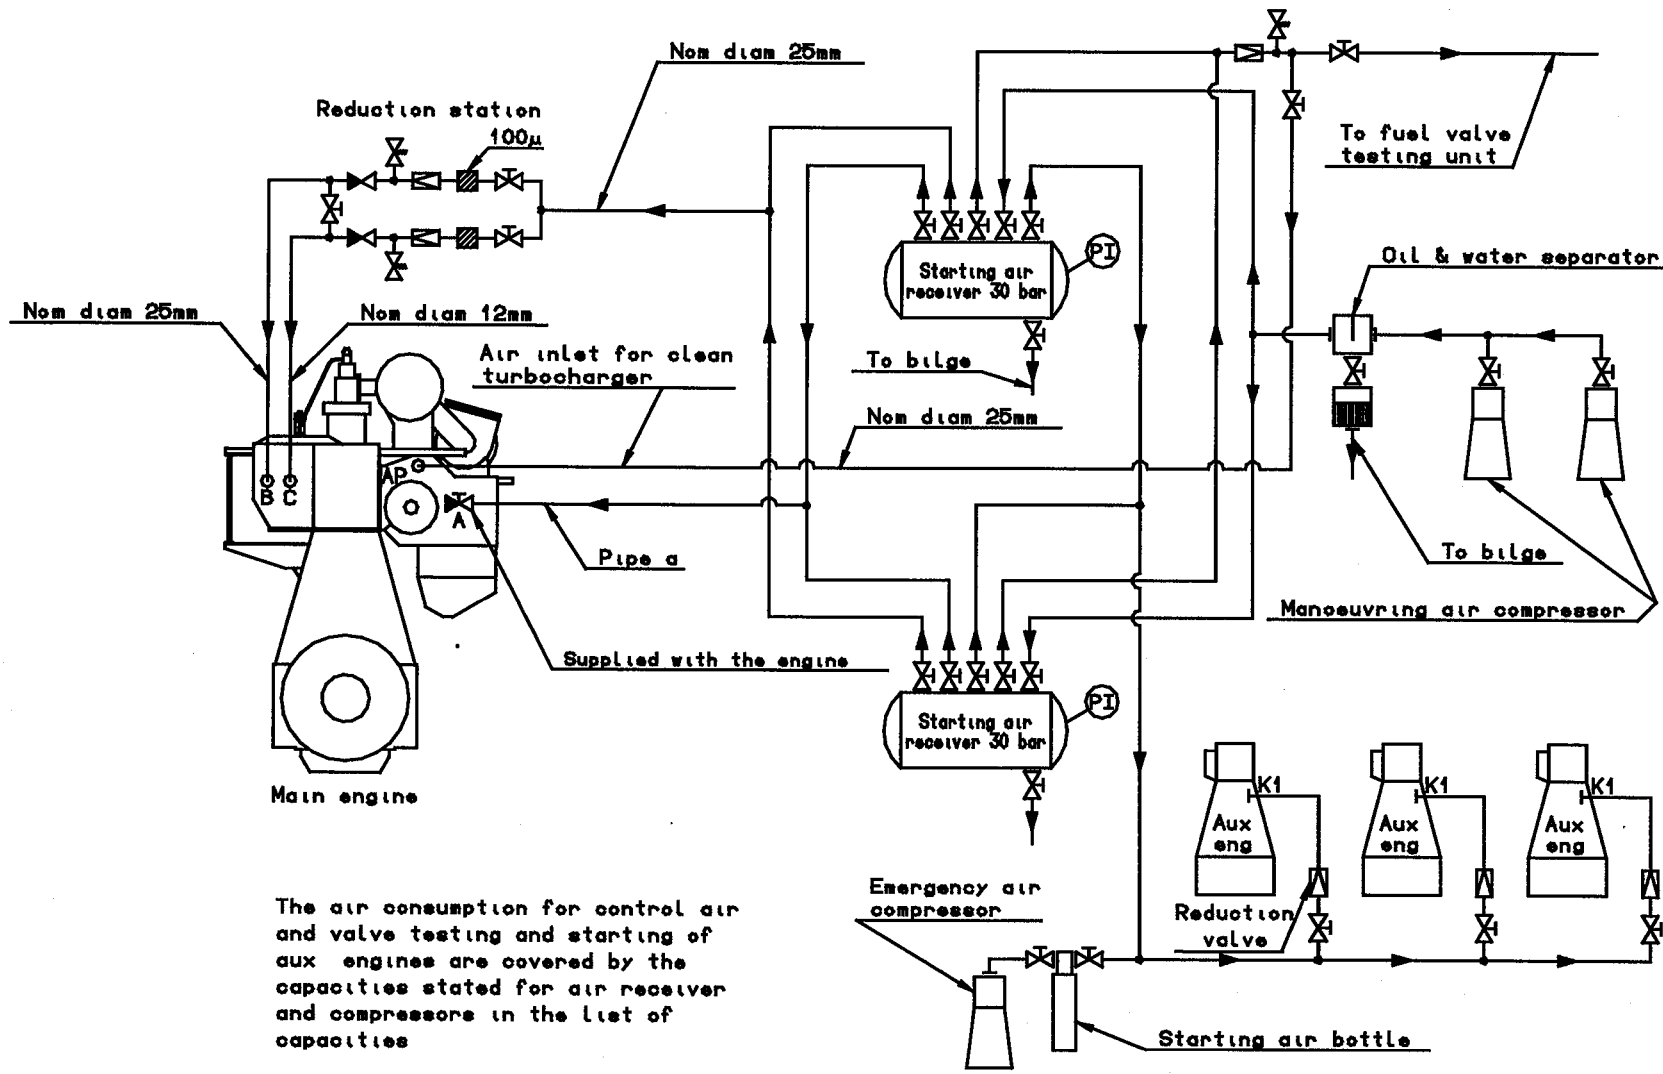 Nom diam 25mm
Reduction station
100μ
To fuel valve
testing unit
Oil & water separator
Starting air
receiver 30 bar
PI
Nom diam 25mm
Nom diam 12mm
Air inlet for clean
turbocharger
To bilge
Nom diam 25mm
AP
B
C
A
Pipe a
To bilge
Manoeuvring air compressor
Supplied with the engine
Starting air
receiver 30 bar
PI
Main engine
K1
K1
K1
Aux
eng
Aux
eng
Aux
eng
Emergency air
compressor
Reduction
valve
The air consumption for control air
and valve testing and starting of
aux engines are covered by the
capacities stated for air receiver
and compressors in the list of
capacities
Starting air bottle